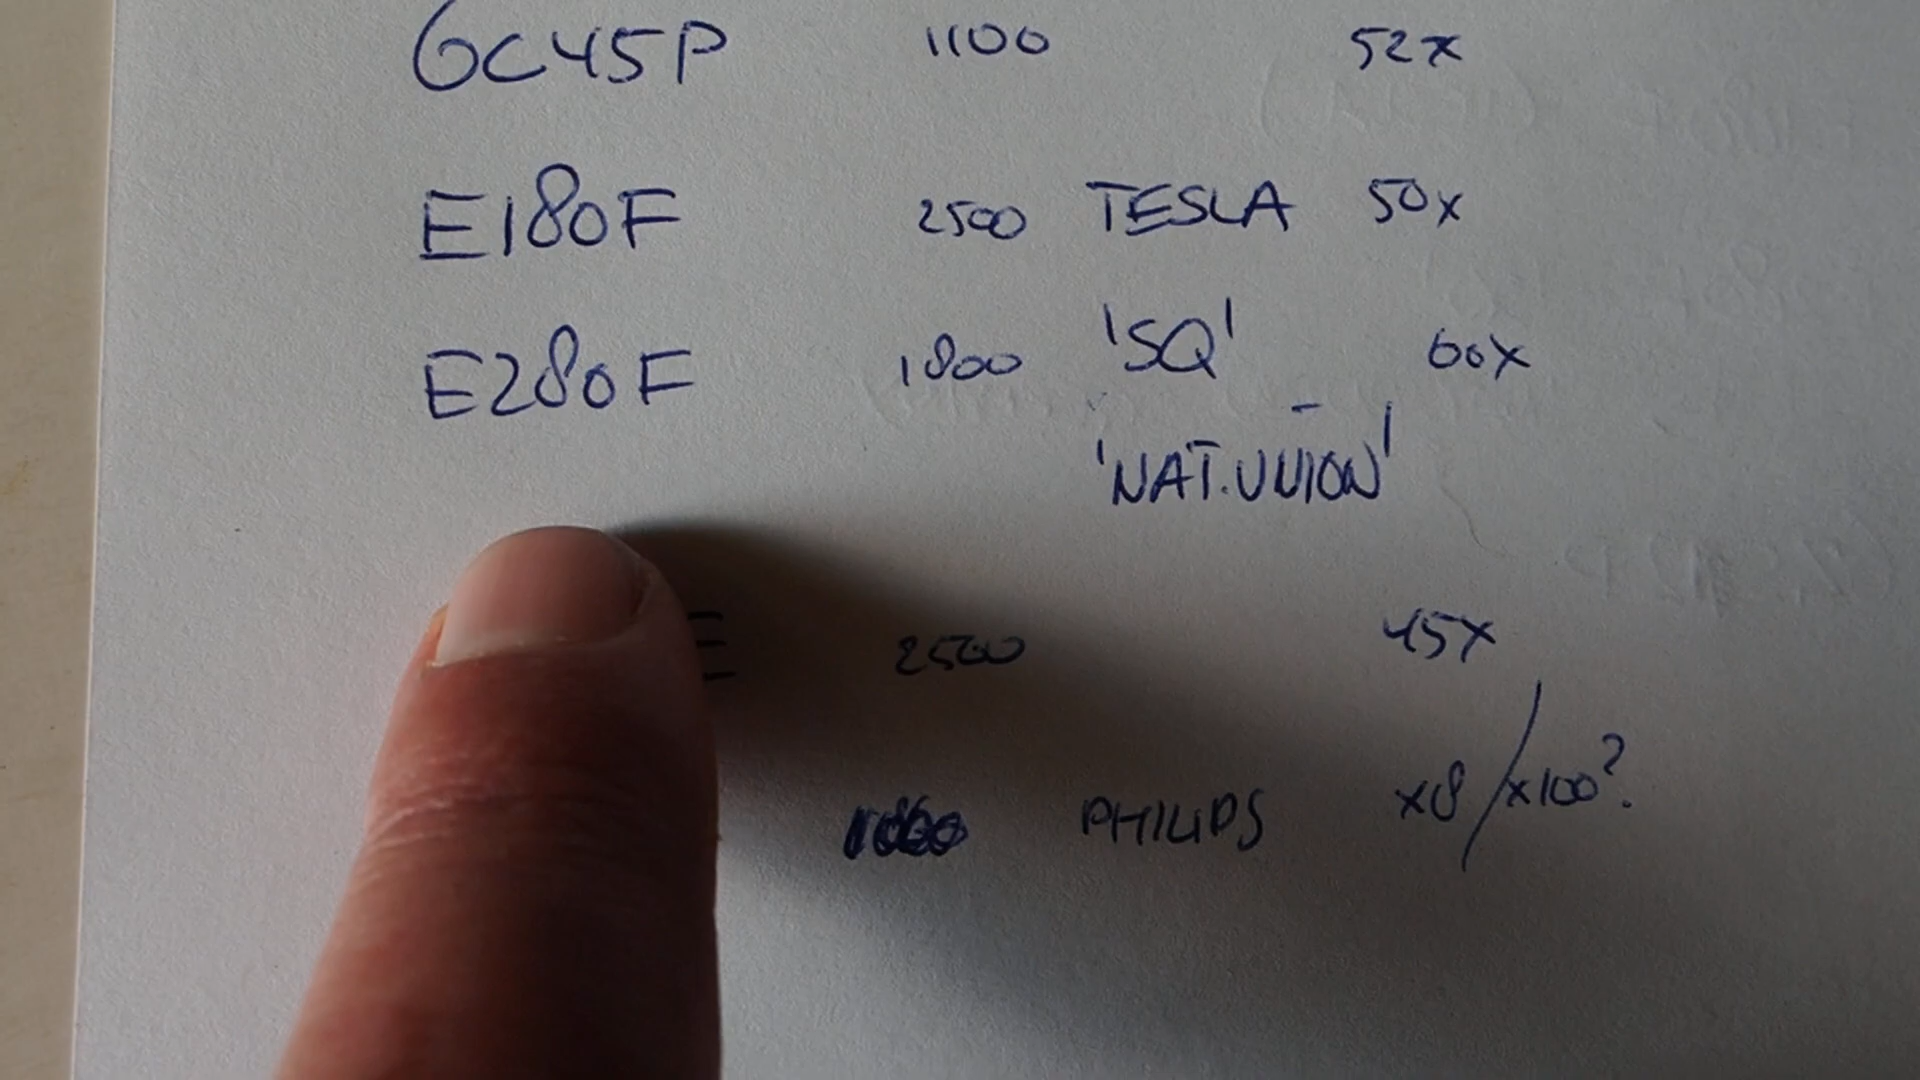 6C45P 1100 52x
E180F 2500 TESLA 50x
E280F 1800 'SQ' 60x
'NAT.UNION'
E 2500 45x
PHILIPS x8/x100?